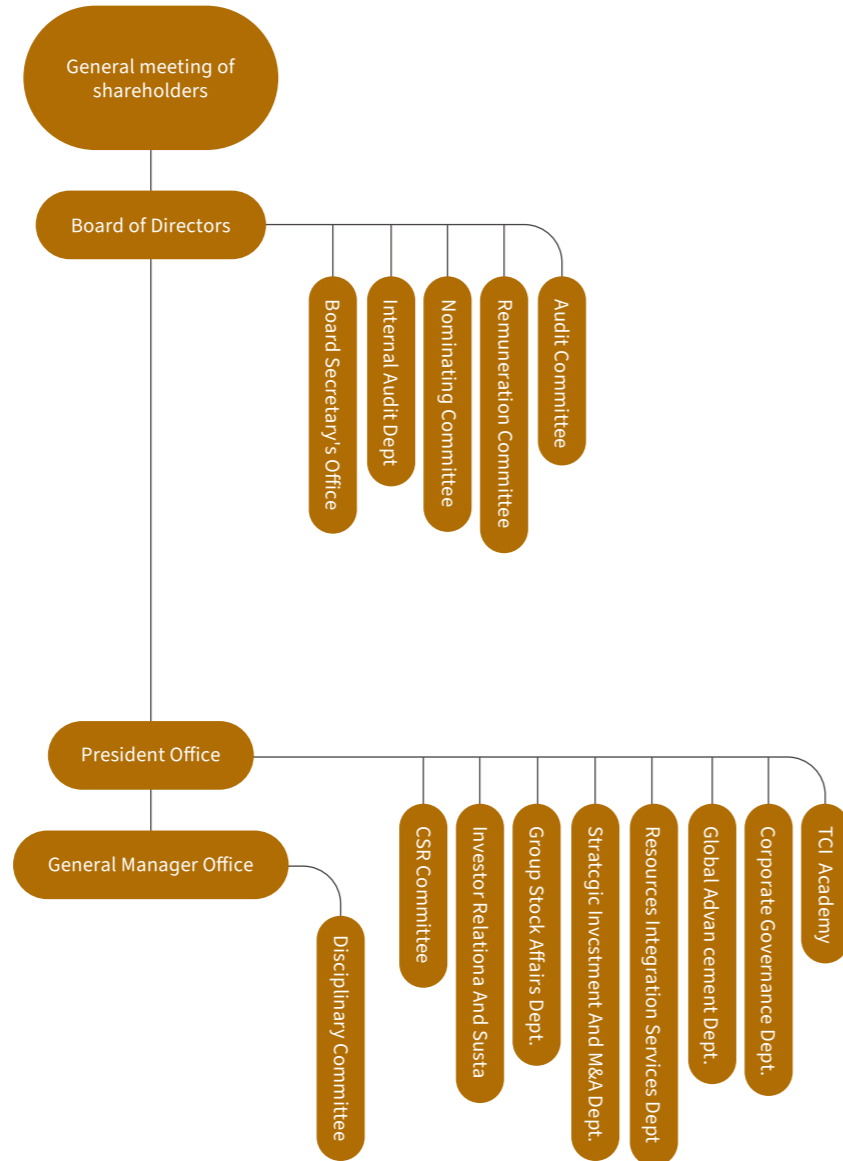 General meeting of
shareholders
Board of Directors
Board Secretary's Office
Internal Audit Dept
Nominating Committee
Remuneration Committee
Audit Committee
President Office
General Manager Office
Disciplinary Committee
CSR Committee
Investor Relationa And Susta
Group Stock Affairs Dept.
Stratcgic Invcstment And M&A Dept.
Resources Integration Services Dept
Global Advan cement Dept.
Corporate Governance Dept.
TCI Academy